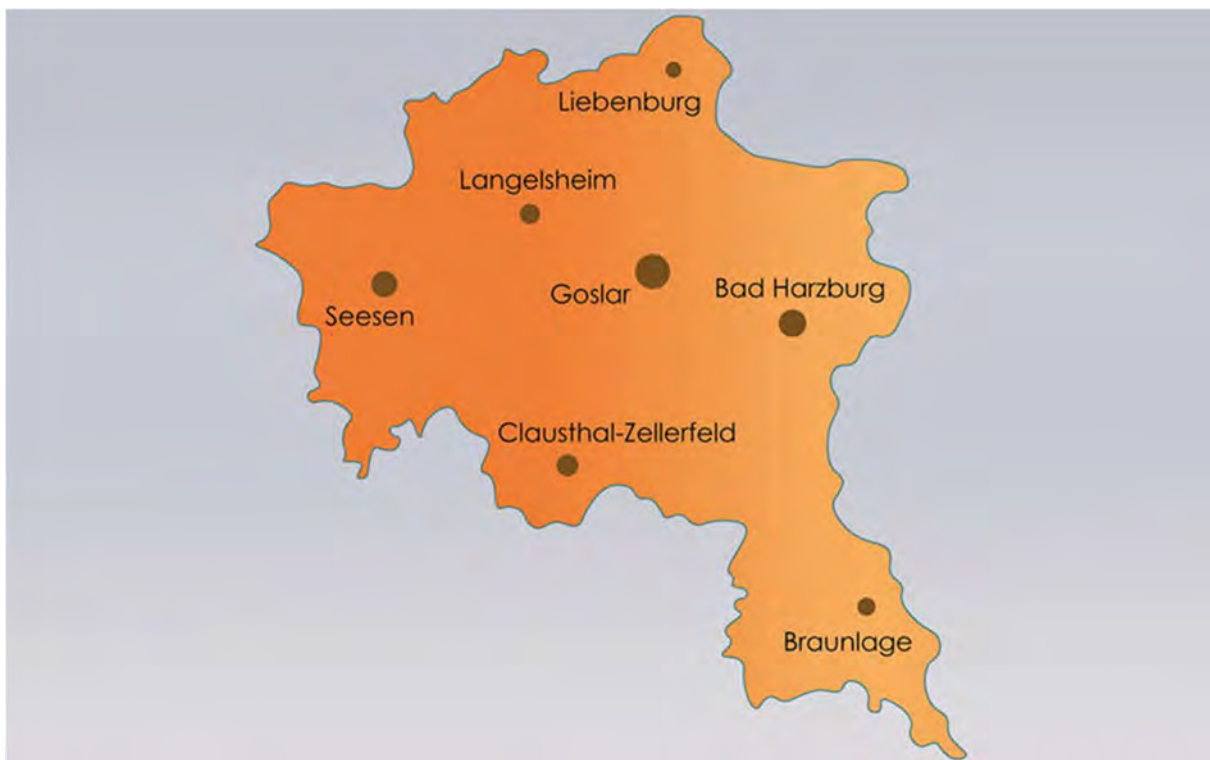 Liebenburg
Langelsheim
Goslar
Bad Harzburg
Seesen
Clausthal-Zellerfeld
Braunlage